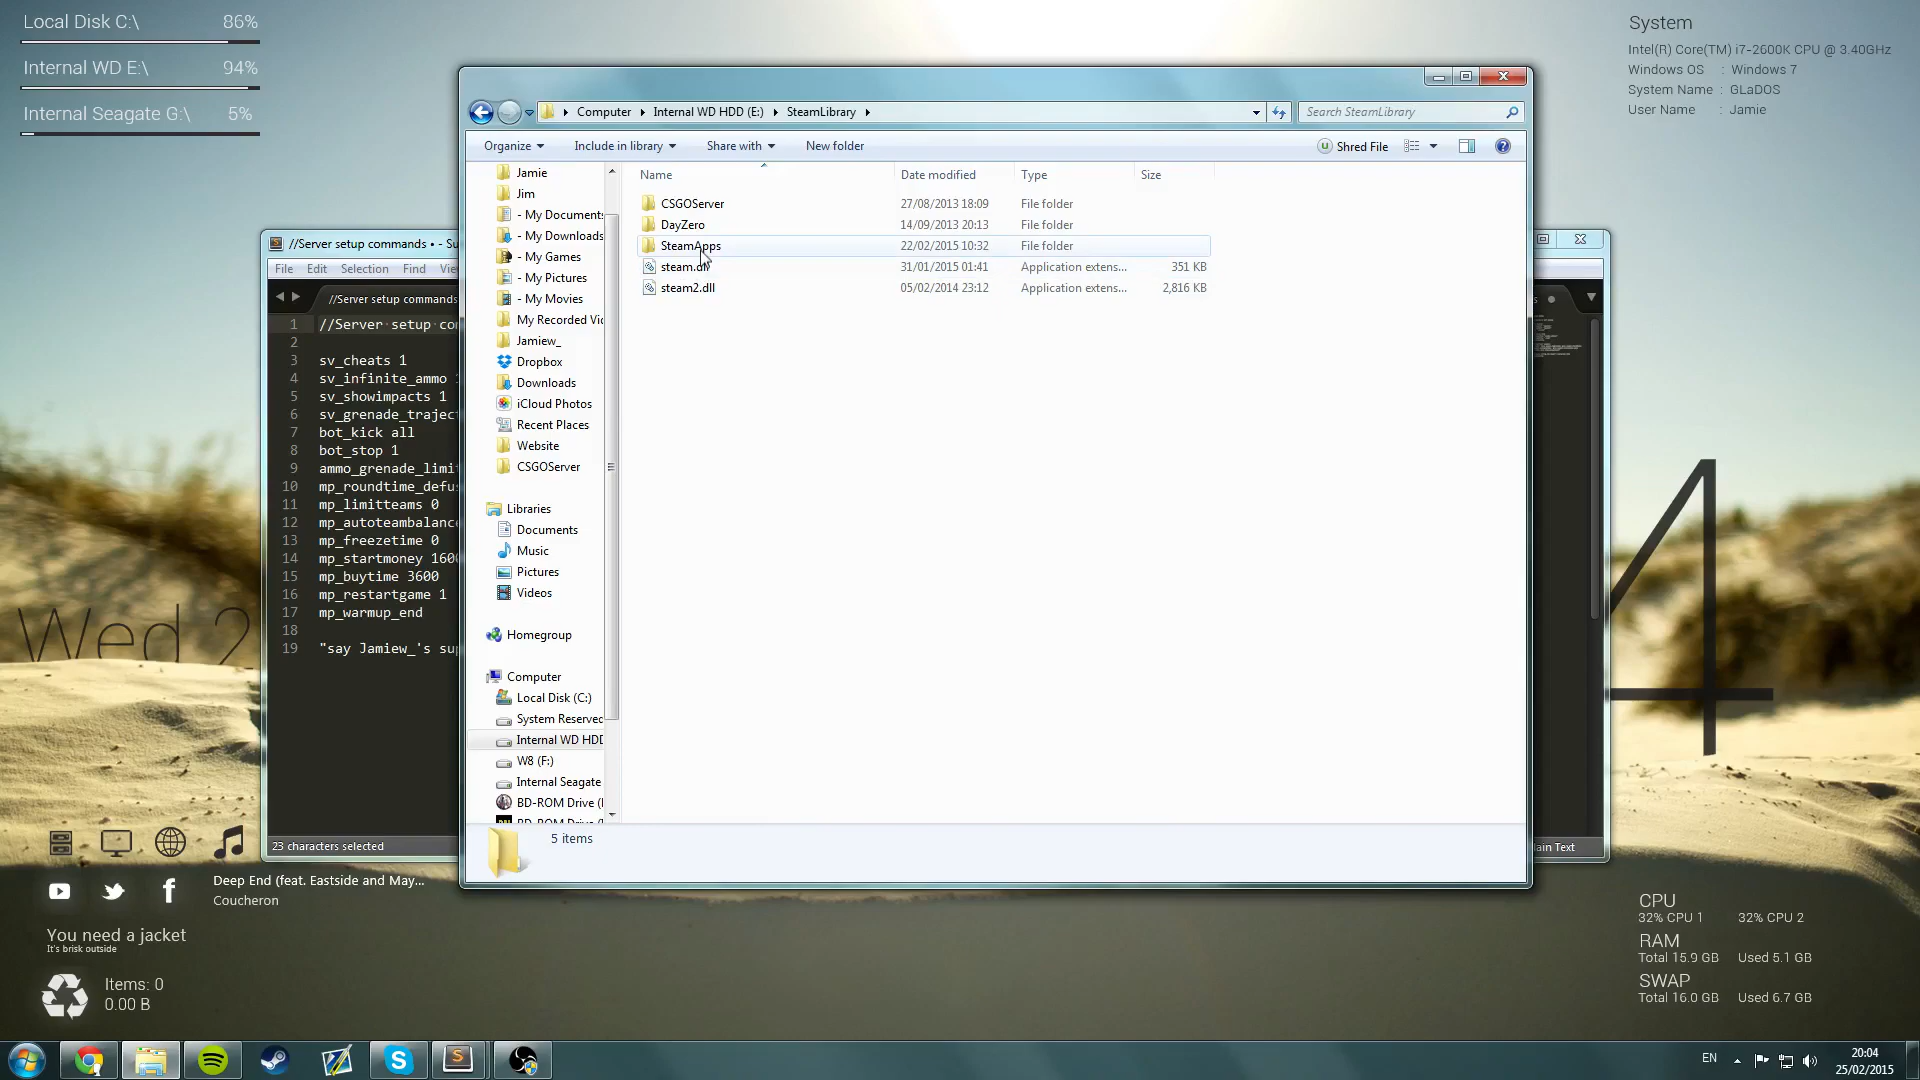 Local Disk C:\ 86%
Internal WD E:\ 94%
Internal Seagate G:\ 5%
System
Intel(R) Core(TM) i7-2600K CPU @ 3.40GHz
Windows OS : Windows 7
System Name : GLaDOS
User Name : Jamie
Computer Internal WD HDD (E:) SteamLibrary
Search SteamLibrary
Organize Include in library Share with New folder Shred File
Name Date modified Type Size
CSGOServer 27/08/2013 18:09 File folder
DayZero 14/09/2013 20:13 File folder
SteamApps 22/02/2015 10:32 File folder
steam.dll 31/01/2015 01:41 Application extens... 351 KB
steam2.dll 05/02/2014 23:12 Application extens... 2,816 KB
Jamie
Jim
- My Documents
- My Downloads
- My Games
- My Pictures
- My Movies
My Recorded Vic
Jamiew_
Dropbox
Downloads
iCloud Photos
Recent Places
Website
CSGOServer
Libraries
Documents
Music
Pictures
Videos
Homegroup
Computer
Local Disk (C:)
System Reserved
Internal WD HDD
W8 (F:)
Internal Seagate
BD-ROM Drive (
5 items
//Server setup commands • - Su
File Edit Selection Find Vie
//Server setup commands
1 //Server setup com
2
3 sv_cheats 1
4 sv_infinite_ammo
5 sv_showimpacts 1
6 sv_grenade_traject
7 bot_kick all
8 bot_stop 1
9 ammo_grenade_limit
10 mp_roundtime_defus
11 mp_limitteams 0
12 mp_autoteambalance
13 mp_freezetime 0
14 mp_startmoney 1600
15 mp_buytime 3600
16 mp_restartgame 1
17 mp_warmup_end
18
19 "say Jamiew_'s sup
23 characters selected
ain Text
Wed 2
4
Deep End (feat. Eastside and May...
Coucheron
You need a jacket
It's brisk outside
Items: 0
0.00 B
CPU
32% CPU 1 32% CPU 2
RAM
Total 15.9 GB Used 5.1 GB
SWAP
Total 16.0 GB Used 6.7 GB
EN
20:04
25/02/2015